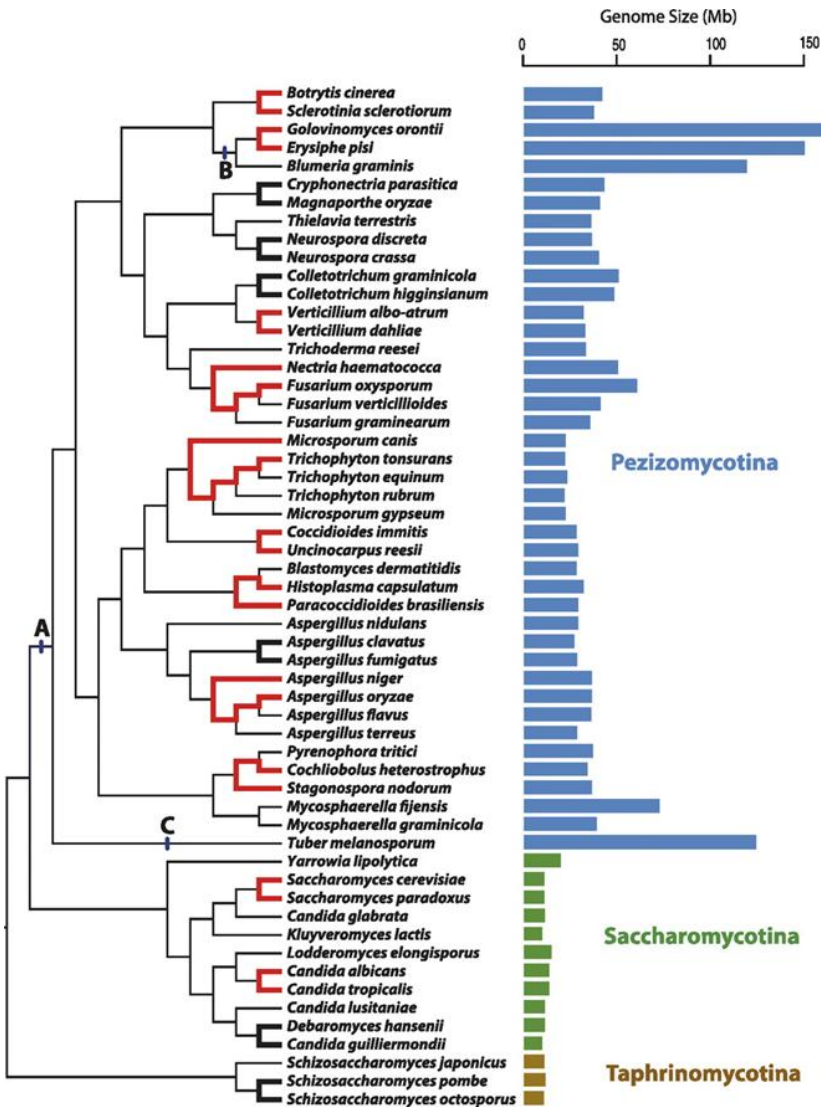 Genome Size (Mb)
0 50 100 150
Botrytis cinerea
Sclerotinia sclerotiorum
Golovinomyces orontii
Erysiphe pisi
B
Blumeria graminis
Cryphonectria parasitica
Magnaporthe oryzae
Thielavia terrestris
Neurospora discreta
Neurospora crassa
Colletotrichum graminicola
Colletotrichum higginsianum
Verticillium albo-atrum
Verticillium dahliae
Trichoderma reesei
Nectria haematococca
Fusarium oxysporum
Fusarium verticillioides
Fusarium graminearum
Microsporum canis
Trichophyton tonsurans
Pezizomycotina
Trichophyton equinum
Trichophyton rubrum
Microsporum gypseum
Coccidioides immitis
Uncinocarpus reesii
Blastomyces dermatitidis
Histoplasma capsulatum
Paracoccidioides brasiliensis
Aspergillus nidulans
A
Aspergillus clavatus
Aspergillus fumigatus
Aspergillus niger
Aspergillus oryzae
Aspergillus flavus
Aspergillus terreus
Pyrenophora tritici
Cochliobolus heterostrophus
Stagonospora nodorum
Mycosphaerella fijensis
Mycosphaerella graminicola
C
Tuber melanosporum
Yarrowia lipolytica
Saccharomyces cerevisiae
Saccharomyces paradoxus
Candida glabrata
Kluyveromyces lactis
Saccharomycotina
Lodderomyces elongisporus
Candida albicans
Candida tropicalis
Candida lusitaniae
Debaromyces hansenii
Candida guilliermondii
Schizosaccharomyces japonicus
Taphrinomycotina
Schizosaccharomyces pombe
Schizosaccharomyces octosporus